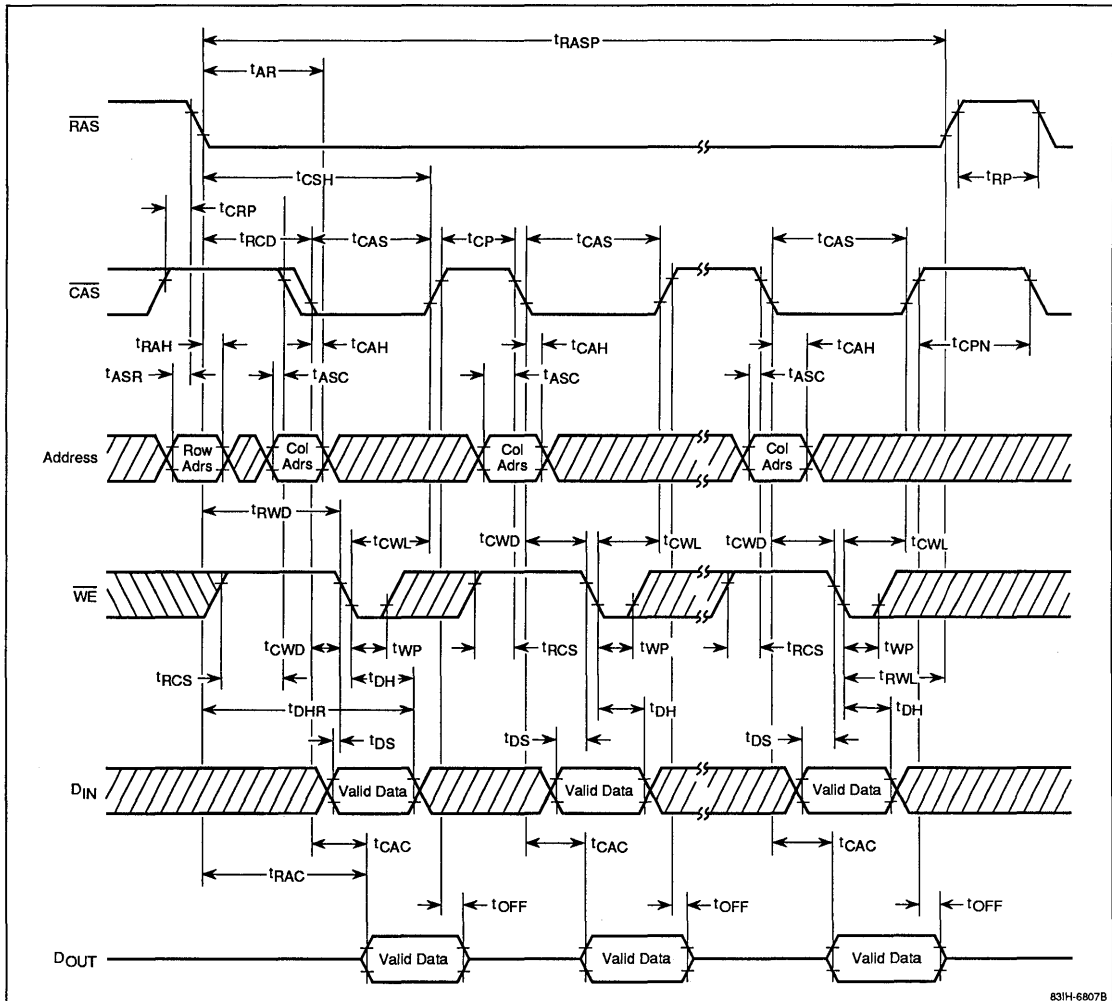 tRASP
tAR
RAS
tCSH
tRP
tCRP
tRCD tCAS tCP tCAS tCAS
CAS
tRAH tCAH tCAH tCAH tCPN
tASR tASC tASC tASC
Address Row Adrs Col Adrs Col Adrs Col Adrs
tRWD
tCWL tCWD tCWL tCWD tCWL
WE
tCWD tWP tRCS tWP tRCS tWP
tRCS tDH tRWL
tDHR tDH tDH
tDS tDS tDS
DIN Valid Data Valid Data Valid Data
tCAC tCAC tCAC
tRAC
tOFF tOFF tOFF
DOUT Valid Data Valid Data Valid Data
83IH-6807B